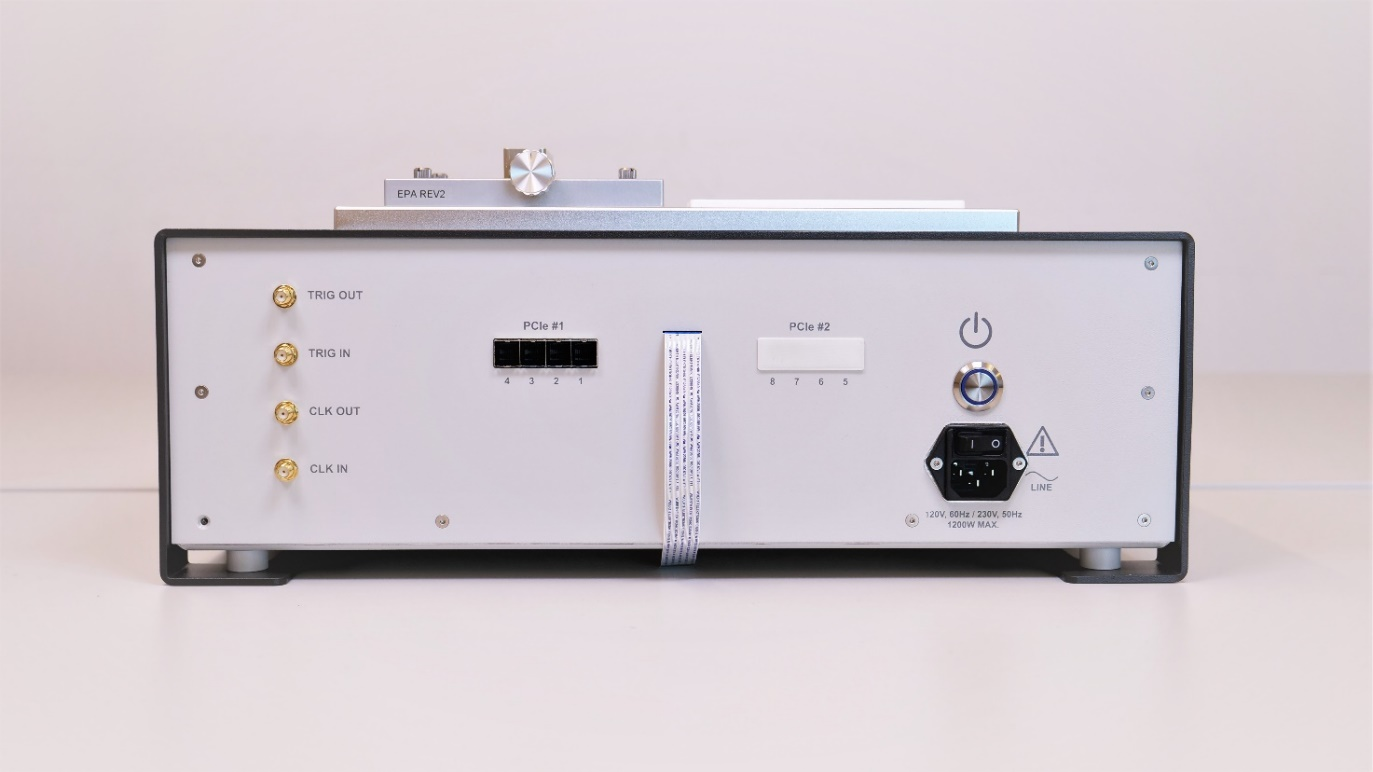 EPA REV2
TRIG OUT
TRIG IN
CLK OUT
CLK IN
PCIe #1
4 3 2 1
PCIe #2
8 7 6 5
I O
LINE
120V, 60Hz / 230V, 50Hz
1200W MAX.